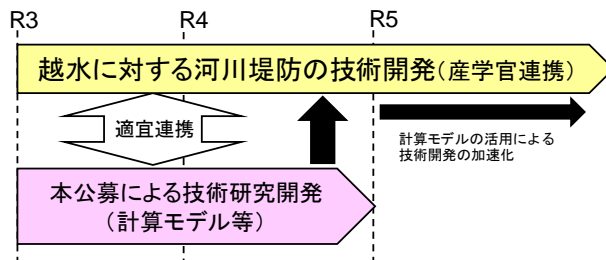 R3
R4
R5
越水に対する河川堤防の技術開発（産学官連携）
適宜連携
計算モデルの活用による
技術開発の加速化
本公募による技術研究開発
（計算モデル等）